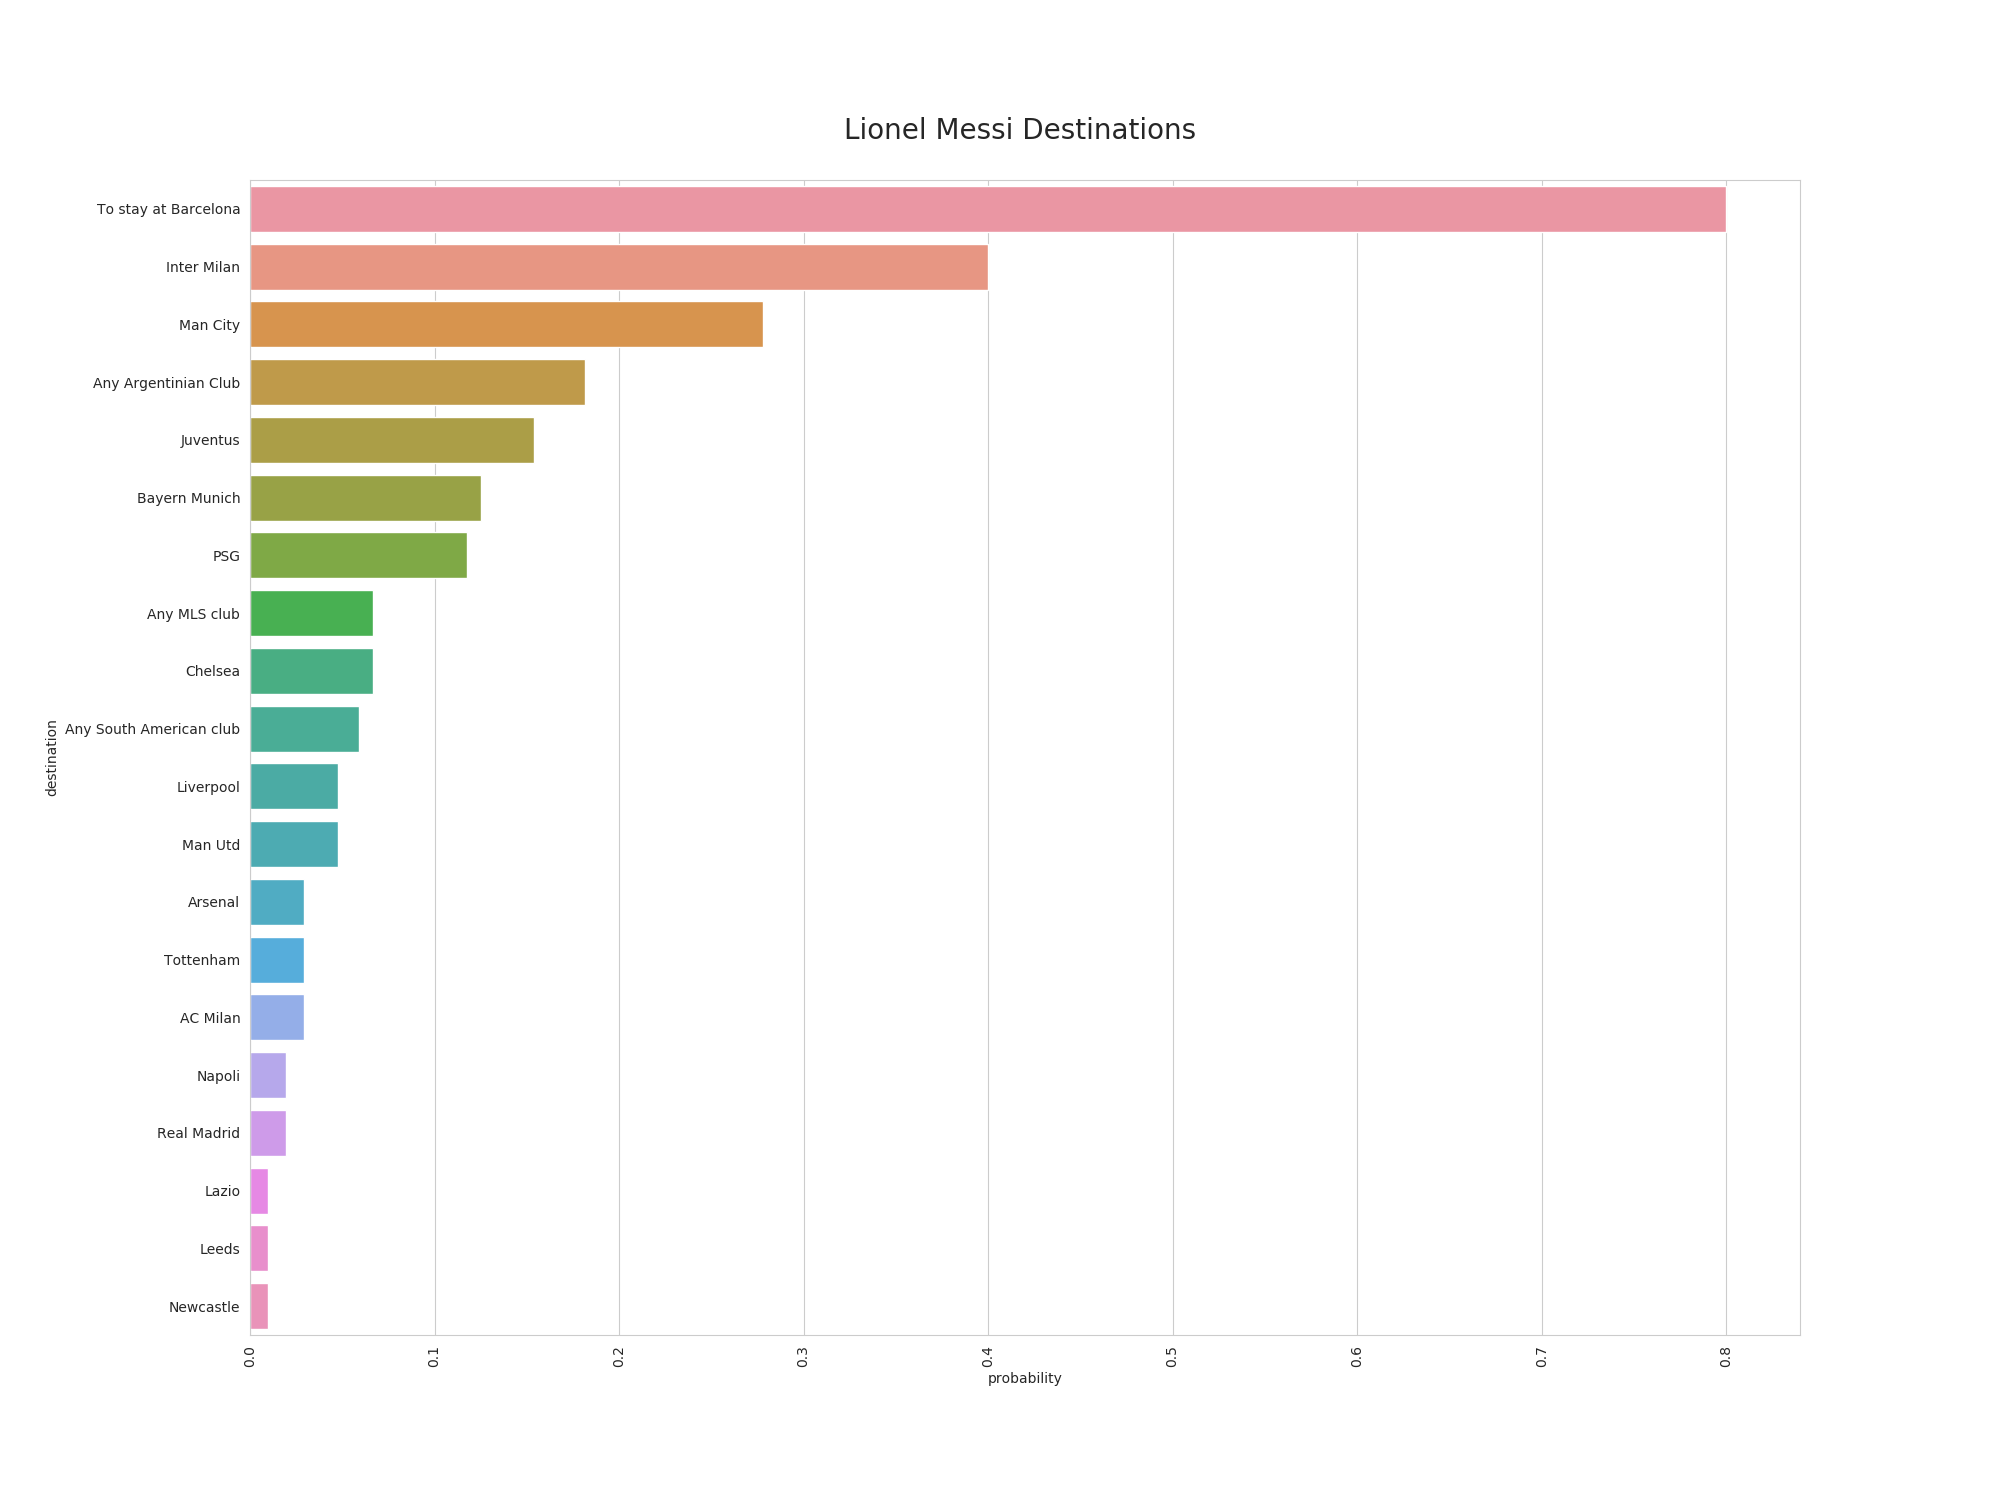 Lionel Messi Destinations
To stay at Barcelona
Inter Milan
Man City
Any Argentinian Club
Juventus
Bayern Munich
PSG
Any MLS club
Chelsea
Any South American club
Liverpool
Man Utd
Arsenal
Tottenham
AC Milan
Napoli
Real Madrid
Lazio
Leeds
Newcastle
destination
0.0 0.1 0.2 0.3 0.4 0.5 0.6 0.7 0.8
probability